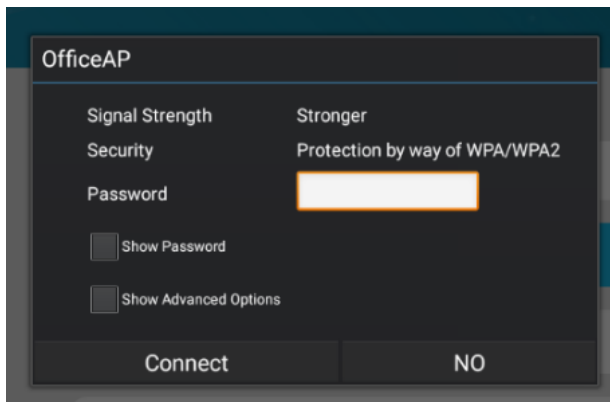 OfficeAP
Signal Strength Stronger
Security Protection by way of WPA/WPA2
Password
Show Password
Show Advanced Options
Connect NO